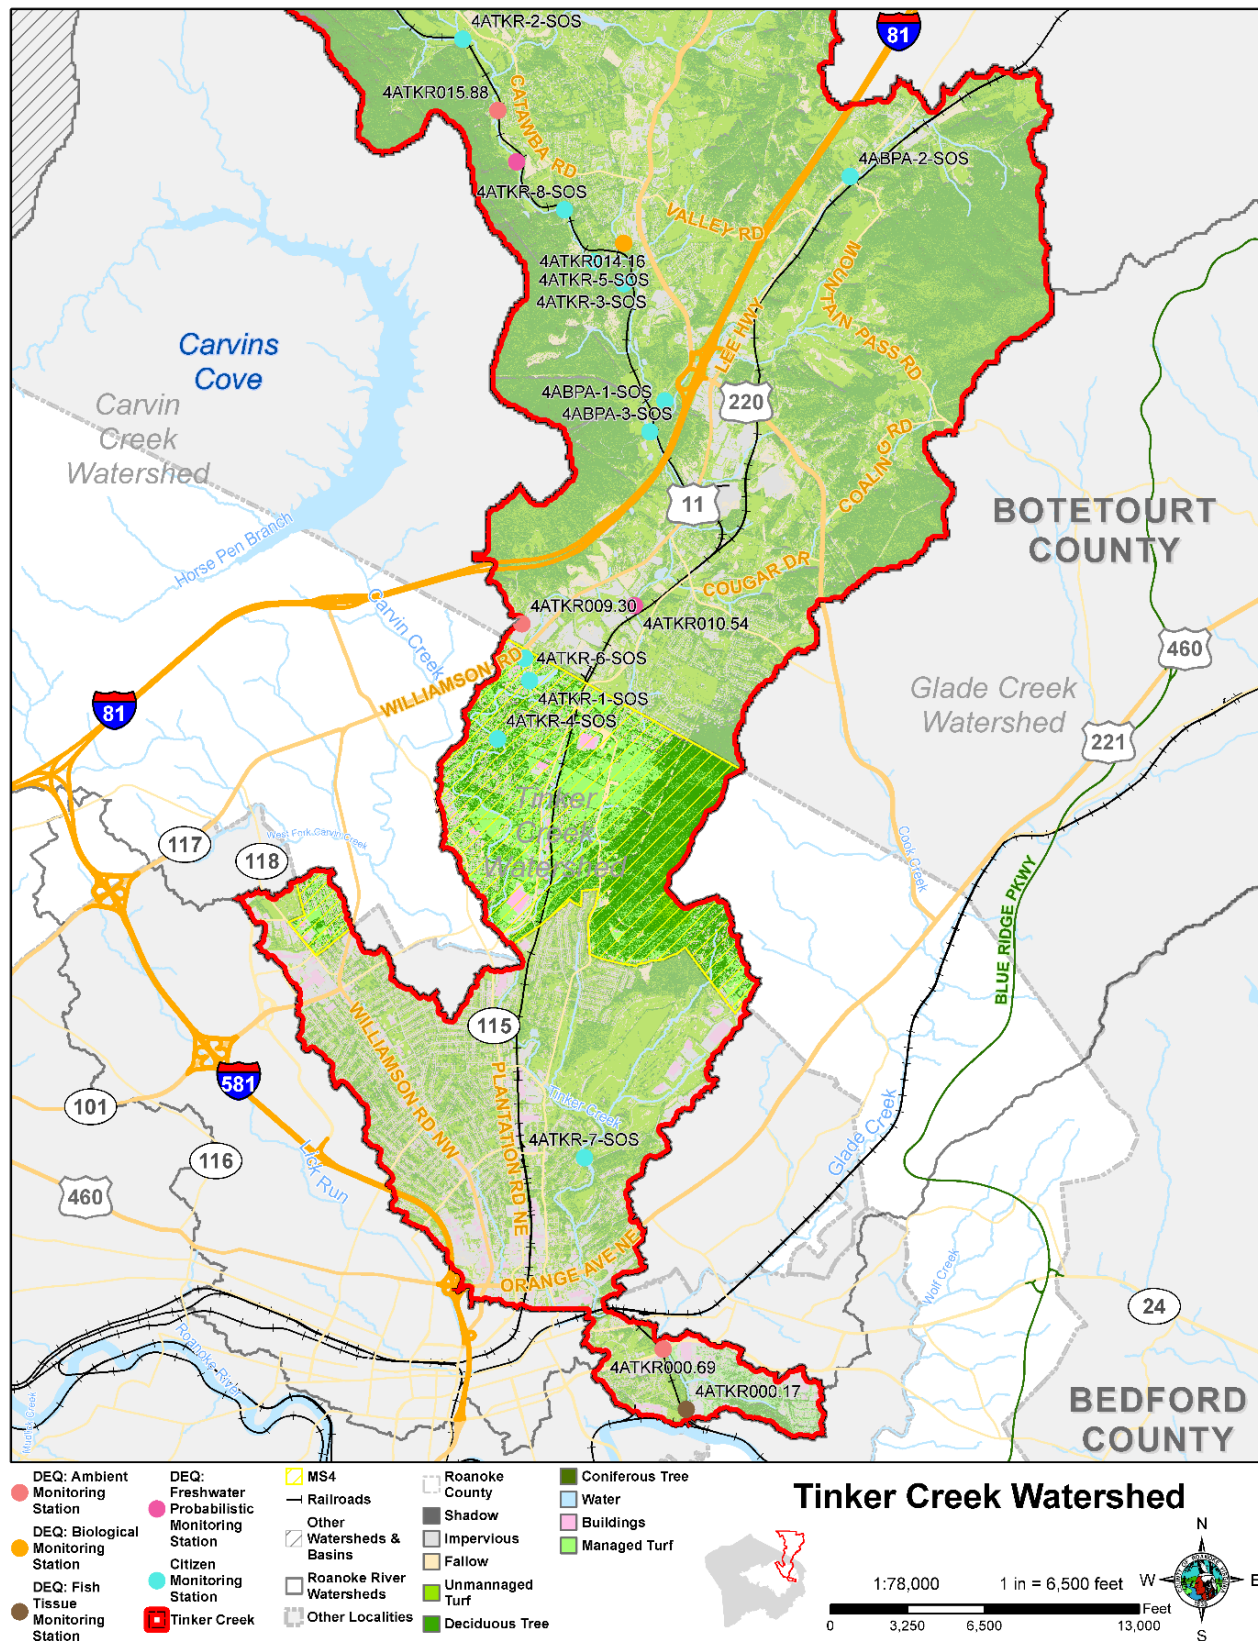 4ATKR-2-SOS
81
4ATKR015.88
CATAWBA RD
4ABPA-2-SOS
4ATKR-8-SOS
VALLEY RD
MOUNTAIN PASS RD
4ATKR014.16
4ATKR-5-SOS
4ATKR-3-SOS
LEE HWY
Carvins
Cove
Carvin
Creek
Watershed
4ABPA-1-SOS
4ABPA-3-SOS
220
COALING RD
11
BOTETOURT
COUNTY
Horse Pen Branch
Carvin Creek
COUGAR DR
4ATKR009.30
4ATKR010.54
460
WILLIAMSON RD
4ATKR-6-SOS
4ATKR-1-SOS
4ATKR-4-SOS
Glade Creek
Watershed
81
221
Tinker
Creek
Watershed
West Fork Carvin Creek
117
118
Cook Creek
BLUE RIDGE PKWY
WILLIAMSON RD NW
115
PLANTATION RD NE
581
101
Tinker Creek
4ATKR-7-SOS
116
Lick Run
Glade Creek
460
ORANGE AVE NE
Wolf Creek
24
Roanoke River
4ATKR000.69
4ATKR000.17
Mudlick Creek
BEDFORD
COUNTY
DEQ: Ambient
Monitoring
Station
DEQ: Biological
Monitoring
Station
DEQ: Fish
Tissue
Monitoring
Station
DEQ:
Freshwater
Probabilistic
Monitoring
Station
Citizen
Monitoring
Station
Tinker Creek
MS4
Railroads
Other
Watersheds &
Basins
Roanoke River
Watersheds
Other Localities
Roanoke
County
Shadow
Impervious
Fallow
Unmannaged
Turf
Deciduous Tree
Coniferous Tree
Water
Buildings
Managed Turf
Tinker Creek Watershed
1:78,000
1 in = 6,500 feet
Feet
0
3,250
6,500
13,000
N
W
E
S